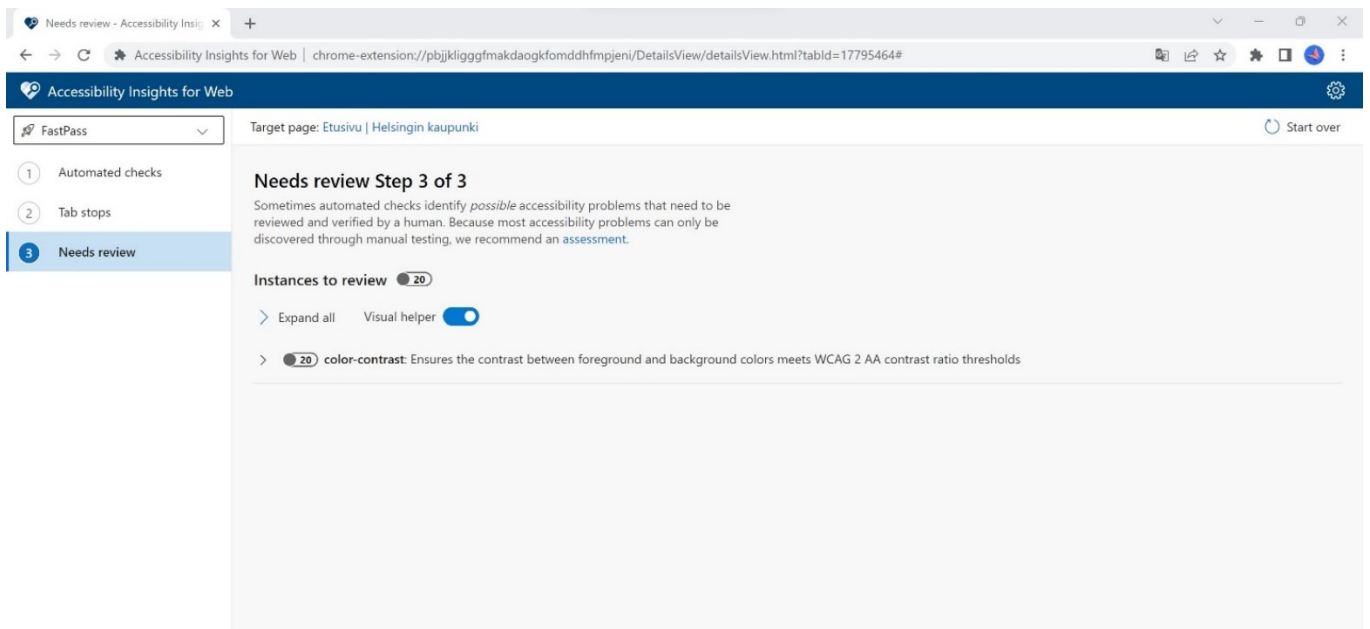 Needs review - Accessibility Insig
Accessibility Insights for Web | chrome-extension://pbjjkligggfmakdaogkfomddhfmpjeni/DetailsView/detailsView.html?tabId=17795464#
Accessibility Insights for Web
FastPass
Target page: Etusivu | Helsingin kaupunki
Start over
1 Automated checks
2 Tab stops
3 Needs review
Needs review Step 3 of 3
Sometimes automated checks identify possible accessibility problems that need to be
reviewed and verified by a human. Because most accessibility problems can only be
discovered through manual testing, we recommend an assessment.
Instances to review 20
Expand all Visual helper
20 color-contrast: Ensures the contrast between foreground and background colors meets WCAG 2 AA contrast ratio thresholds